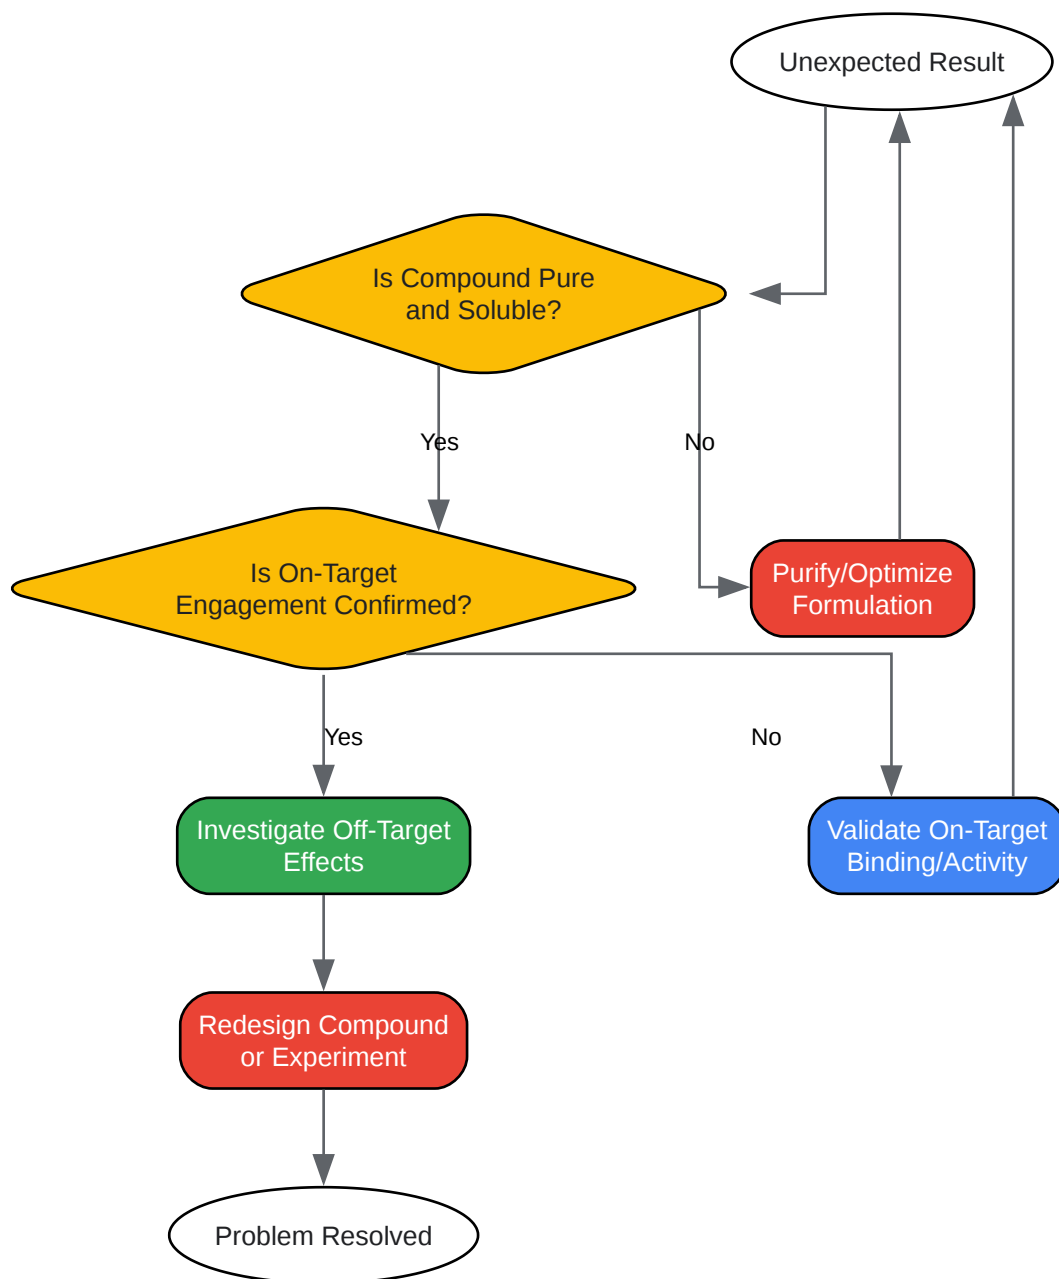 Unexpected Result
Is Compound Pure
and Soluble?
Yes
No
Is On-Target
Engagement Confirmed?
Purify/Optimize
Formulation
Yes
No
Investigate Off-Target
Effects
Validate On-Target
Binding/Activity
Redesign Compound
or Experiment
Problem Resolved